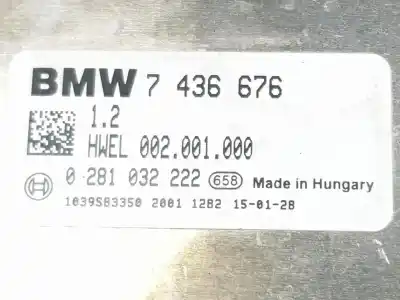 BMW 7 436 676
1.2
HWEL 002.001.000
0 281 032 222 658 Made in Hungary
1039S83350 2001 1282 15-01-28